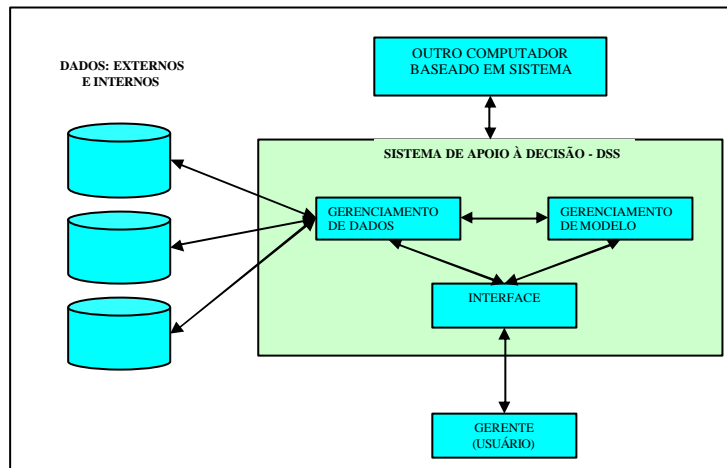 OUTRO COMPUTADOR
BASEADO EM SISTEMA
DADOS: EXTERNOS
E INTERNOS
SISTEMA DE APOIO À DECISÃO - DSS
GERENCIAMENTO
DE DADOS
GERENCIAMENTO
DE MODELO
INTERFACE
GERENTE
(USUÁRIO)